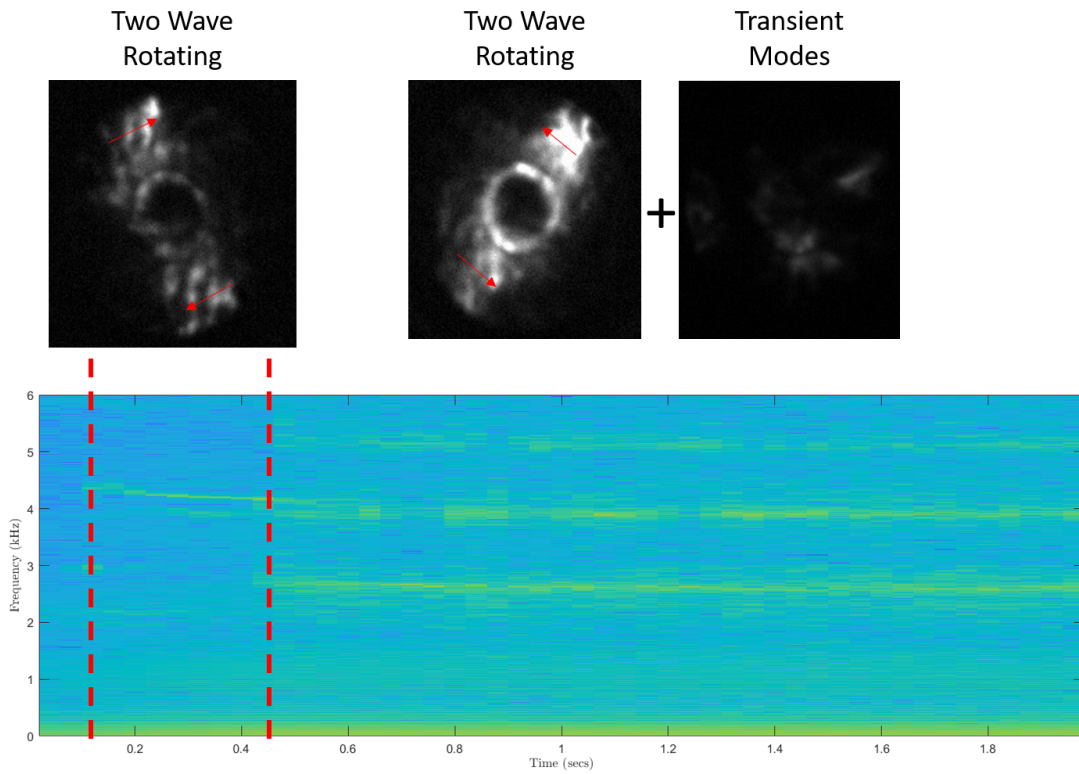 Two Wave
Rotating
Two Wave
Rotating
Transient
Modes
+
6
5
4
3
2
1
0
Frequency (kHz)
0.2
0.4
0.6
0.8
1
1.2
1.4
1.6
1.8
Time (secs)